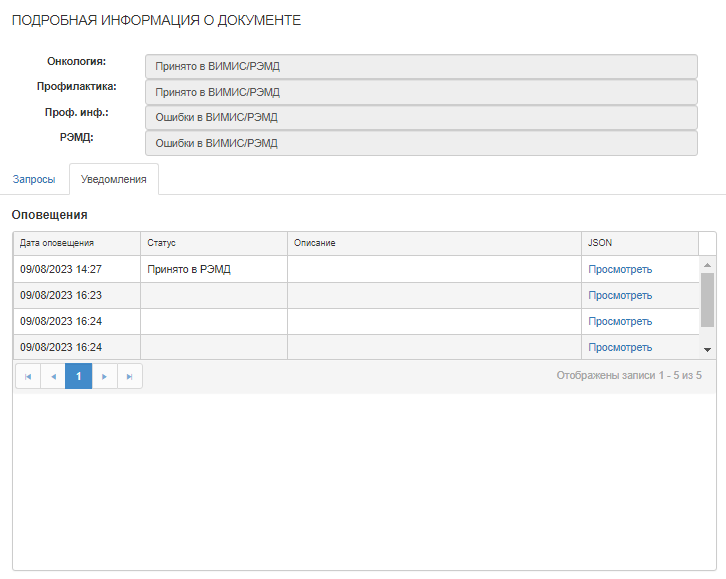 ПОДРОБНАЯ ИНФОРМАЦИЯ О ДОКУМЕНТЕ
Онкология: Принято в ВИМИС/РЭМД
Профилактика: Принято в ВИМИС/РЭМД
Проф. инф.: Ошибки в ВИМИС/РЭМД
РЭМД: Ошибки в ВИМИС/РЭМД
Запросы Уведомления
Оповещения
Дата оповещения Статус Описание JSON
09/08/2023 14:27 Принято в РЭМД Просмотреть
09/08/2023 16:23 Просмотреть
09/08/2023 16:24 Просмотреть
09/08/2023 16:24 Просмотреть
1 Отображены записи 1 - 5 из 5